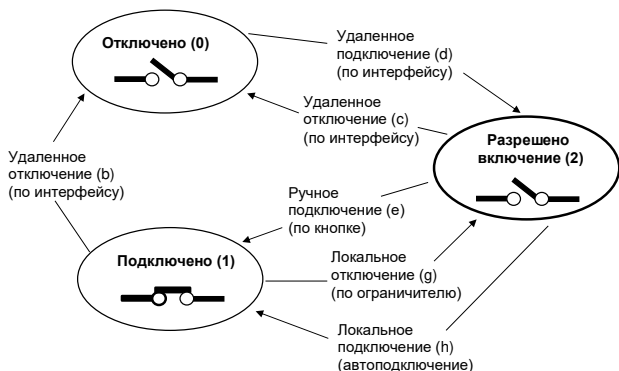 Отключено (0)
Удаленное
подключение (d)
(по интерфейсу)
Удаленное
отключение (c)
(по интерфейсу)
Разрешено
включение (2)
Удаленное
отключение (b)
(по интерфейсу)
Ручное
подключение (e)
(по кнопке)
Подключено (1)
Локальное
отключение (g)
(по ограничителю)
Локальное
подключение (h)
(автоподключение)